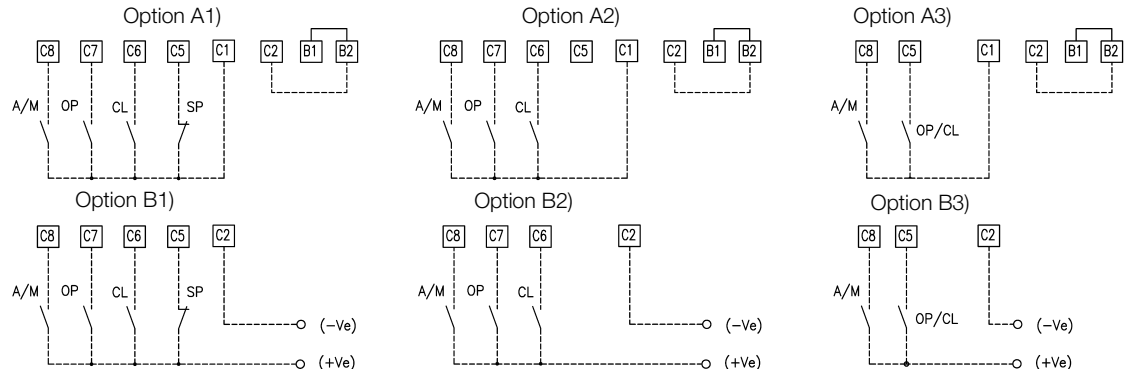 Option A1) Option A2) Option A3)
C8 C7 C6 C5 C1 C2 B1 B2 C8 C7 C6 C5 C1 C2 B1 B2 C8 C5 C1 C2 B1 B2
A/M OP CL SP A/M OP CL A/M OP/CL
Option B1) Option B2) Option B3)
C8 C7 C6 C5 C2 C8 C7 C6 C2 C8 C5 C2
A/M OP CL SP A/M OP CL A/M OP/CL
(-Ve) (-Ve) (-Ve)
(+Ve) (+Ve) (+Ve)